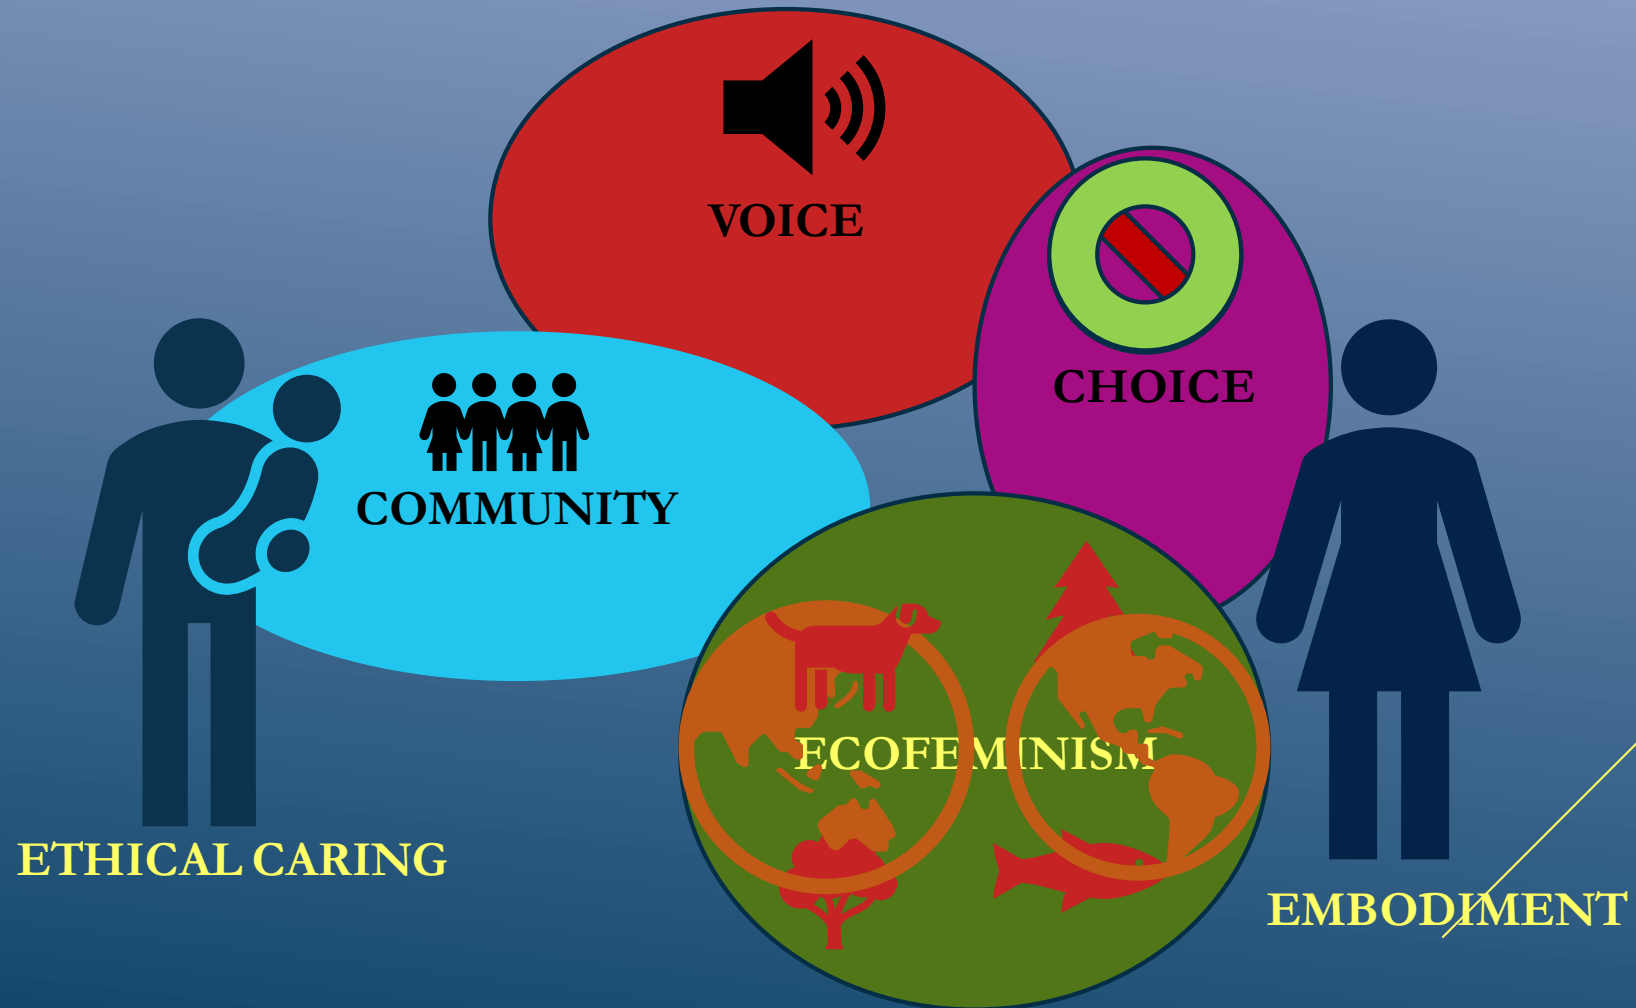 VOICE
CHOICE
COMMUNITY
ECOFEMINISM
ETHICAL CARING
EMBODIMENT